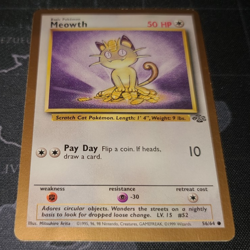 Basic Pokémon
Meowth 50 HP
Scratch Cat Pokémon. Length: 1' 4", Weight: 9 lbs.
Pay Day Flip a coin. If heads, 10
draw a card.
weakness resistance retreat cost
-30
Adores circular objects. Wanders the streets on a nightly
basis to look for dropped loose change. LV. 15 #52
56/64